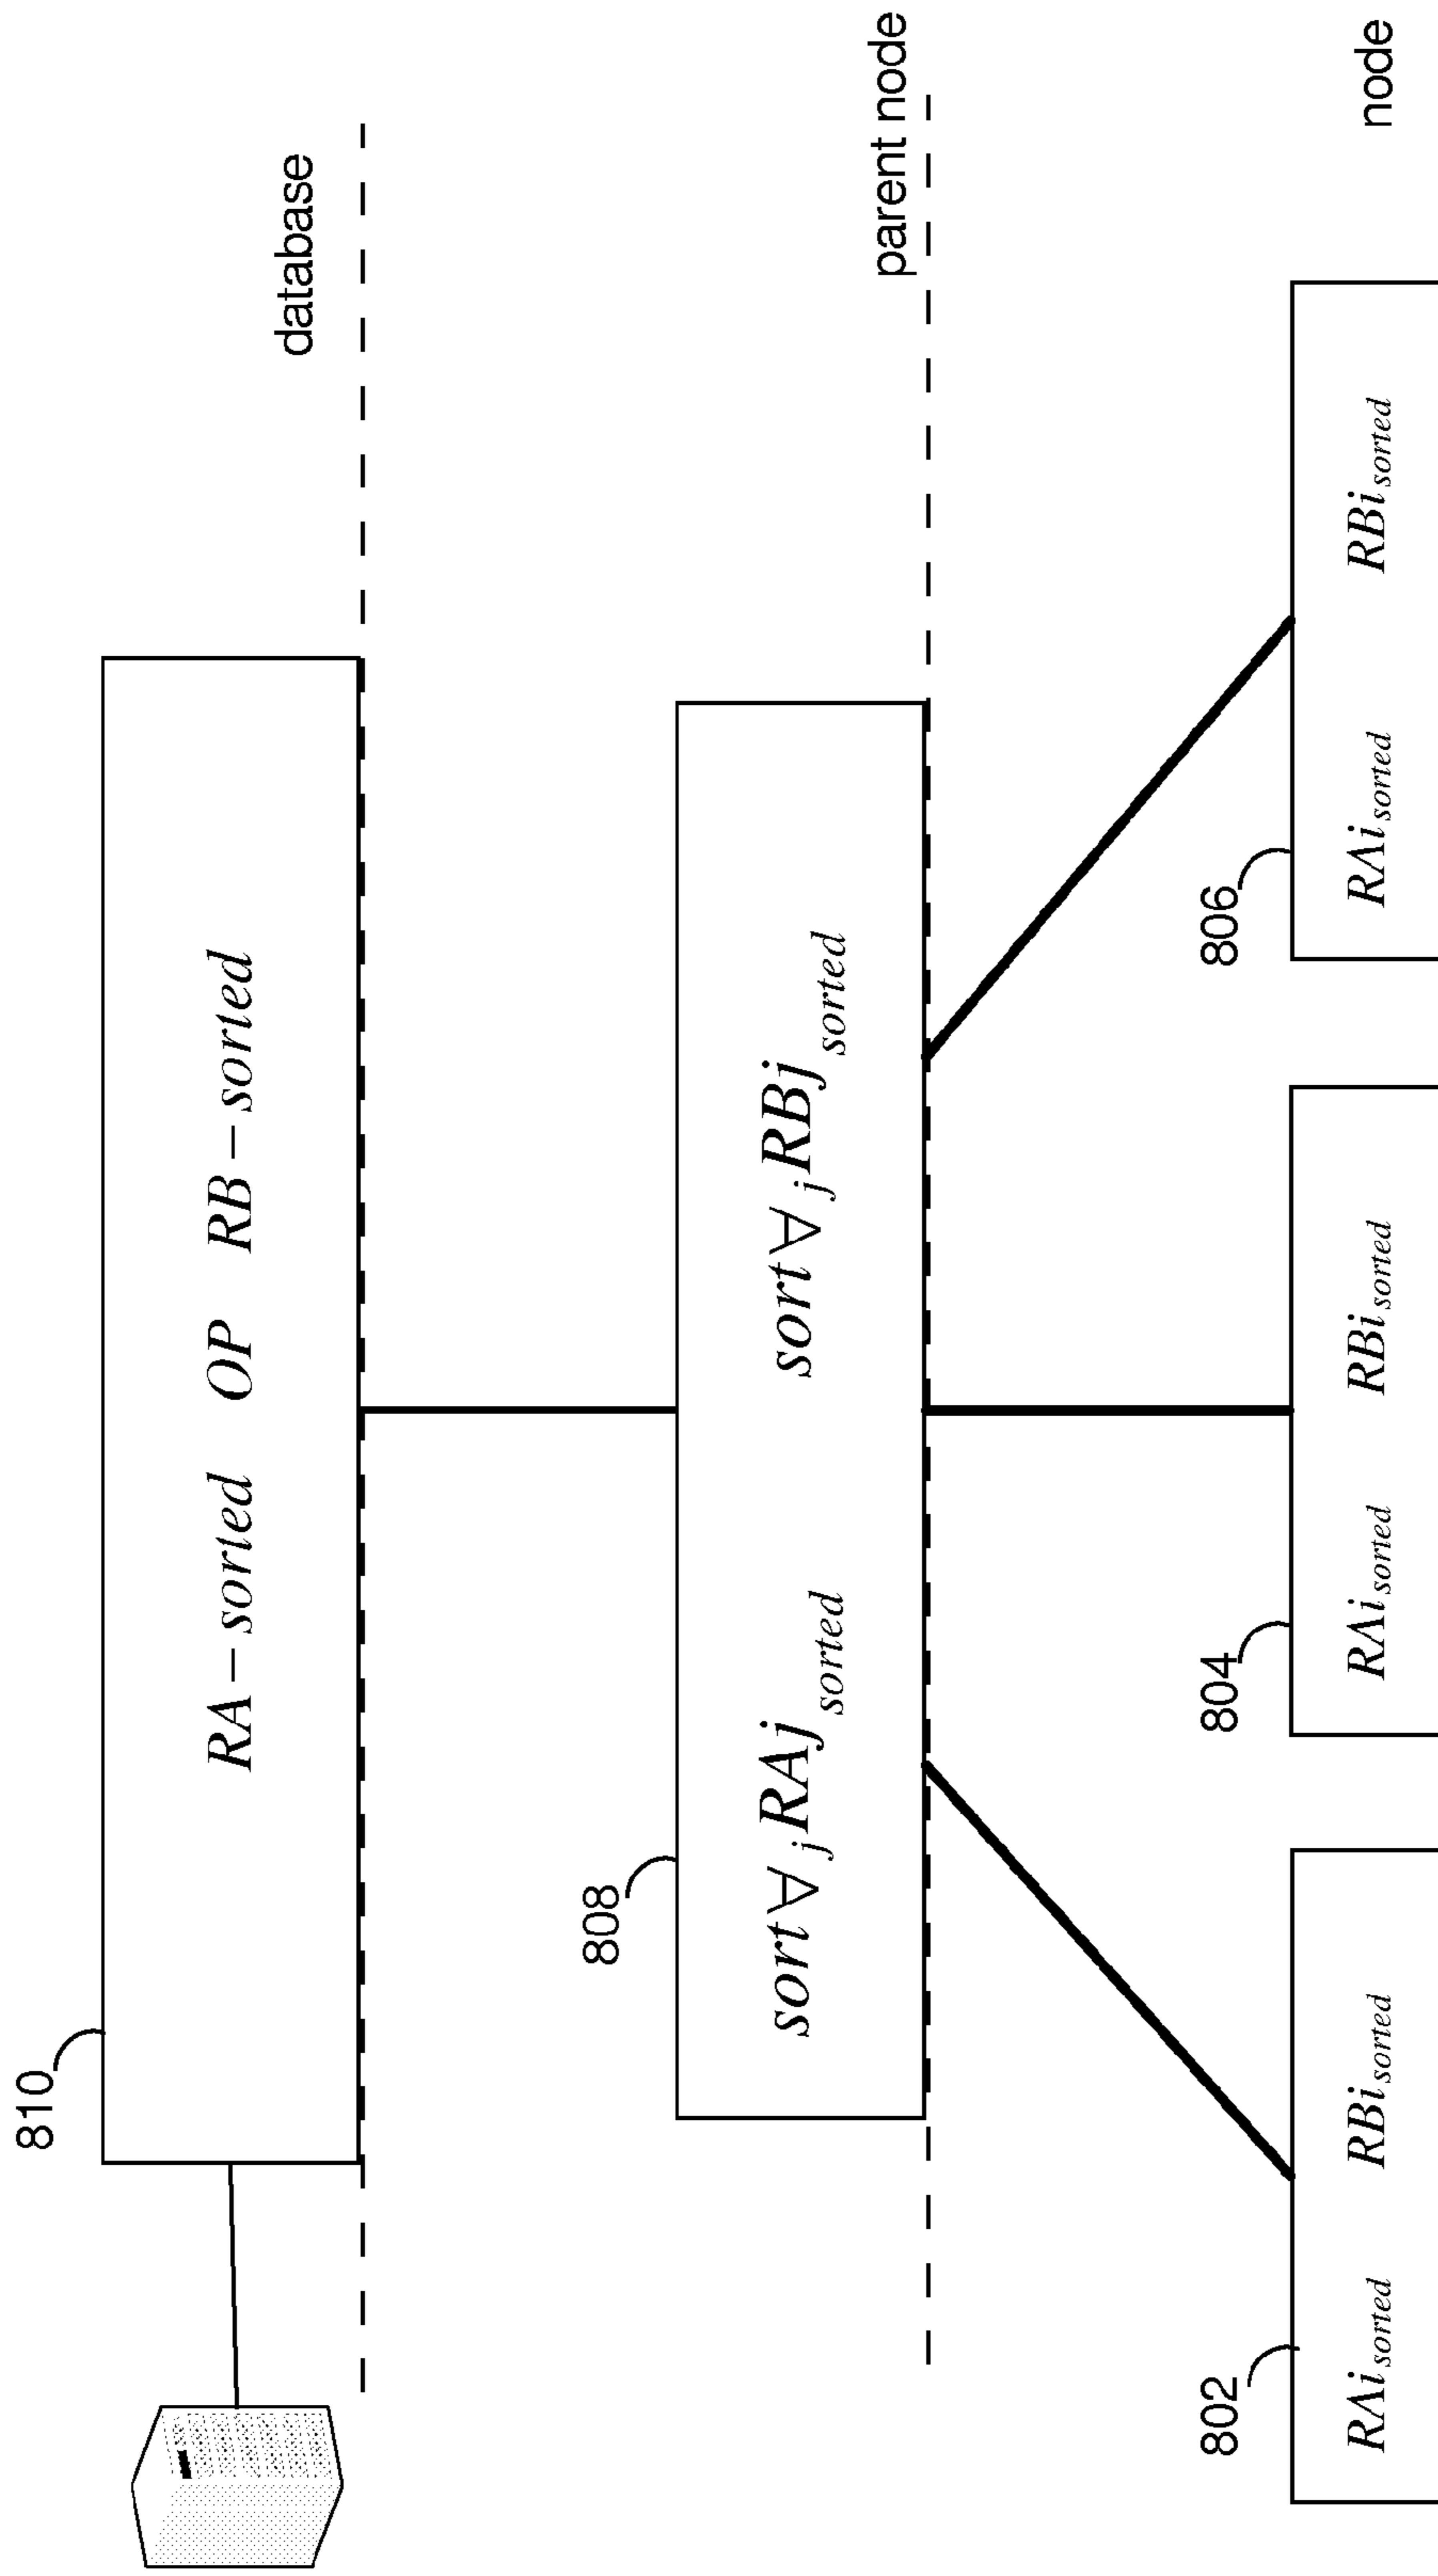 810
RA – sorted OP RB – sorted
database
808
sort ∀ j RAj sorted sort ∀ j RBj sorted
parent node
802
804
806
RAi sorted RBi sorted
RAi sorted RBi sorted
RAi sorted RBi sorted
node